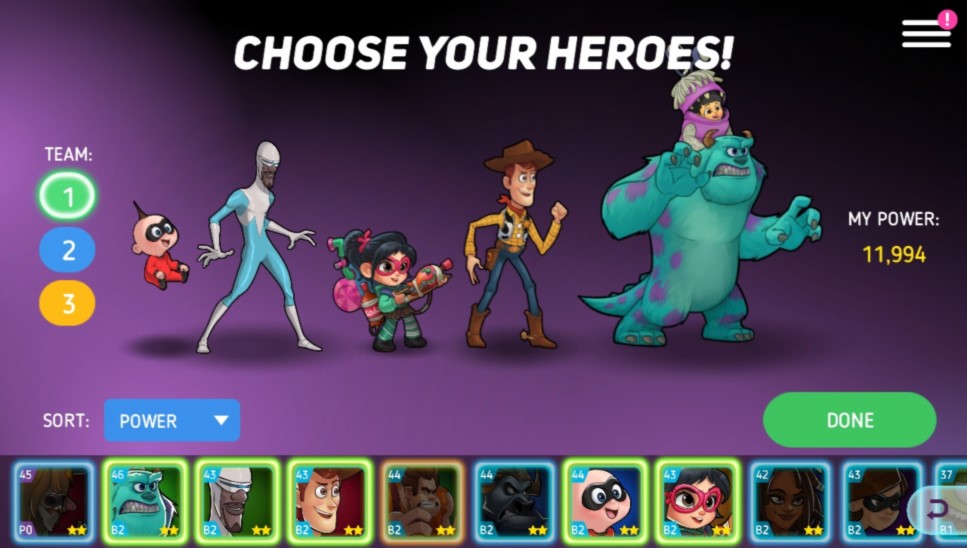 CHOOSE YOUR HEROES!
!
TEAM:
1
2
3
MY POWER:
11,994
SORT: POWER
DONE
45 46 43 43 44 44 44 43 42 43 37
P0 B2 B2 B2 B2 B2 B2 B2 B2 B2 B1